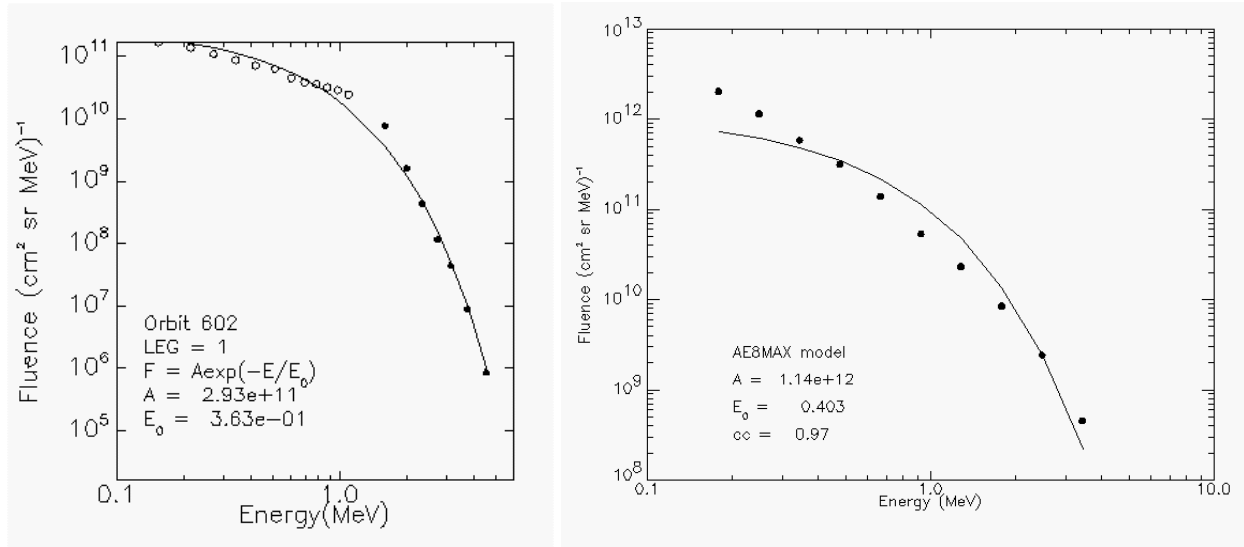 10¹¹
10¹⁰
10⁹
10⁸
10⁷
10⁶
10⁵
Fluence (cm² sr MeV)⁻¹
Orbit 602
LEG = 1
F = Aexp(−E/E₀)
A = 2.93e+11
E₀ = 3.63e−01
0.1
1.0
Energy(MeV)
10¹³
10¹²
10¹¹
10¹⁰
10⁹
10⁸
Fluence (cm² sr MeV)⁻¹
AE8MAX model
A = 1.14e+12
E₀ = 0.403
cc = 0.97
0.1
1.0
10.0
Energy (MeV)